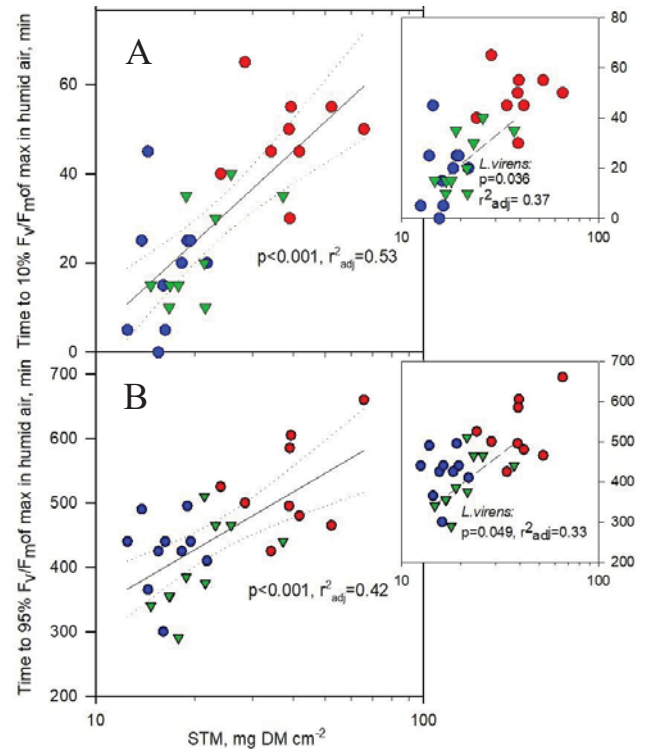 Time to 10% Fv/Fm of max in humid air, min
A
60
40
20
0
p<0.001, r²adj=0.53
80
60
40
20
0
L.virens:
p=0.036
r²adj= 0.37
10
100
Time to 95% Fv/Fm of max in humid air, min
B
700
600
500
400
300
200
p<0.001, r²adj=0.42
700
600
500
400
300
200
L.virens:
p=0.049, r²adj=0.33
10
100
10
100
STM, mg DM cm⁻²